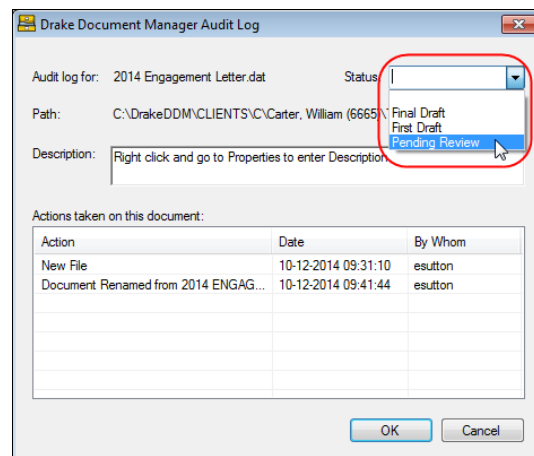 Drake Document Manager Audit Log
Audit log for: 2014 Engagement Letter.dat Status:
Path: C:\DrakeDDM\CLIENTS\C\Carter, William (6665)\
Final Draft
First Draft
Pending Review
Description: Right click and go to Properties to enter Description
Actions taken on this document:
Action Date By Whom
New File 10-12-2014 09:31:10 esutton
Document Renamed from 2014 ENGAG... 10-12-2014 09:41:44 esutton
OK Cancel